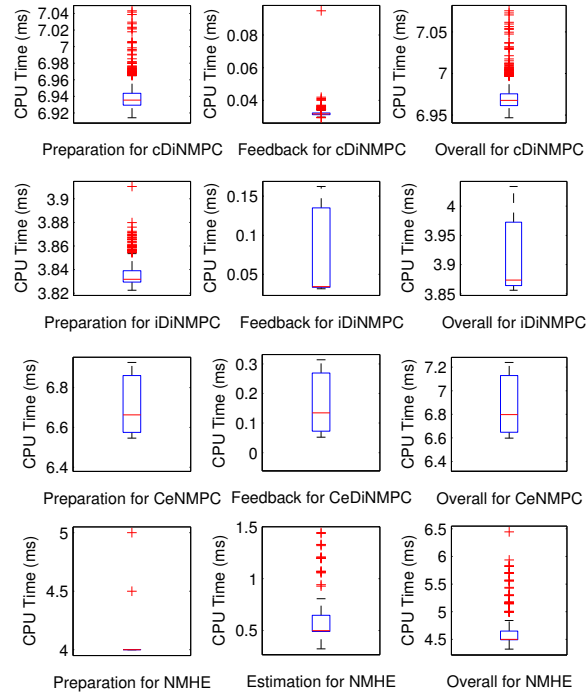 CPU Time (ms)
7.04
7.02
7
6.98
6.96
6.94
6.92
Preparation for cDiNMPC
CPU Time (ms)
0.08
0.06
0.04
Feedback for cDiNMPC
CPU Time (ms)
7.05
7
6.95
Overall for cDiNMPC
CPU Time (ms)
3.9
3.88
3.86
3.84
3.82
Preparation for iDiNMPC
CPU Time (ms)
0.15
0.1
0.05
Feedback for iDiNMPC
CPU Time (ms)
4
3.95
3.9
3.85
Overall for iDiNMPC
CPU Time (ms)
6.8
6.6
6.4
Preparation for CeNMPC
CPU Time (ms)
0.3
0.2
0.1
0
Feedback for CeDiNMPC
CPU Time (ms)
7.2
7
6.8
6.6
6.4
Overall for CeNMPC
CPU Time (ms)
5
4.5
4
Preparation for NMHE
CPU Time (ms)
1.5
1
0.5
Estimation for NMHE
CPU Time (ms)
6.5
6
5.5
5
4.5
Overall for NMHE